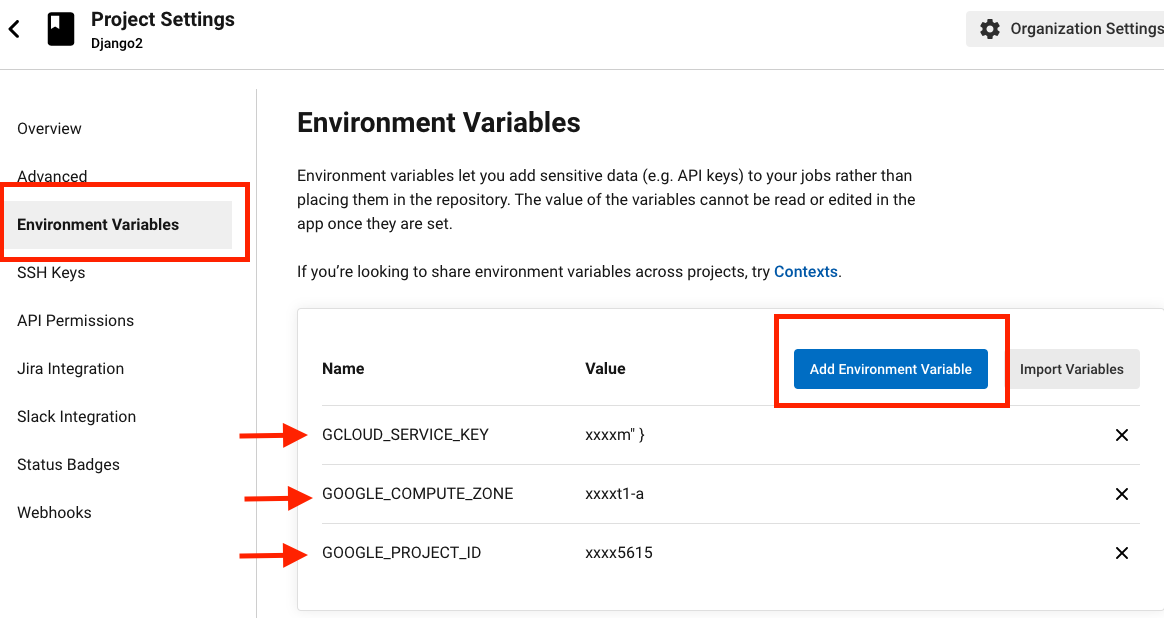 Project Settings
Django2
Organization Settings
Overview
Advanced
Environment Variables
SSH Keys
API Permissions
Jira Integration
Slack Integration
Status Badges
Webhooks
Environment Variables
Environment variables let you add sensitive data (e.g. API keys) to your jobs rather than
placing them in the repository. The value of the variables cannot be read or edited in the
app once they are set.
If you’re looking to share environment variables across projects, try Contexts.
Name Value Add Environment Variable Import Variables
GCLOUD_SERVICE_KEY xxxxm" }
GOOGLE_COMPUTE_ZONE xxxxt1-a
GOOGLE_PROJECT_ID xxxx5615